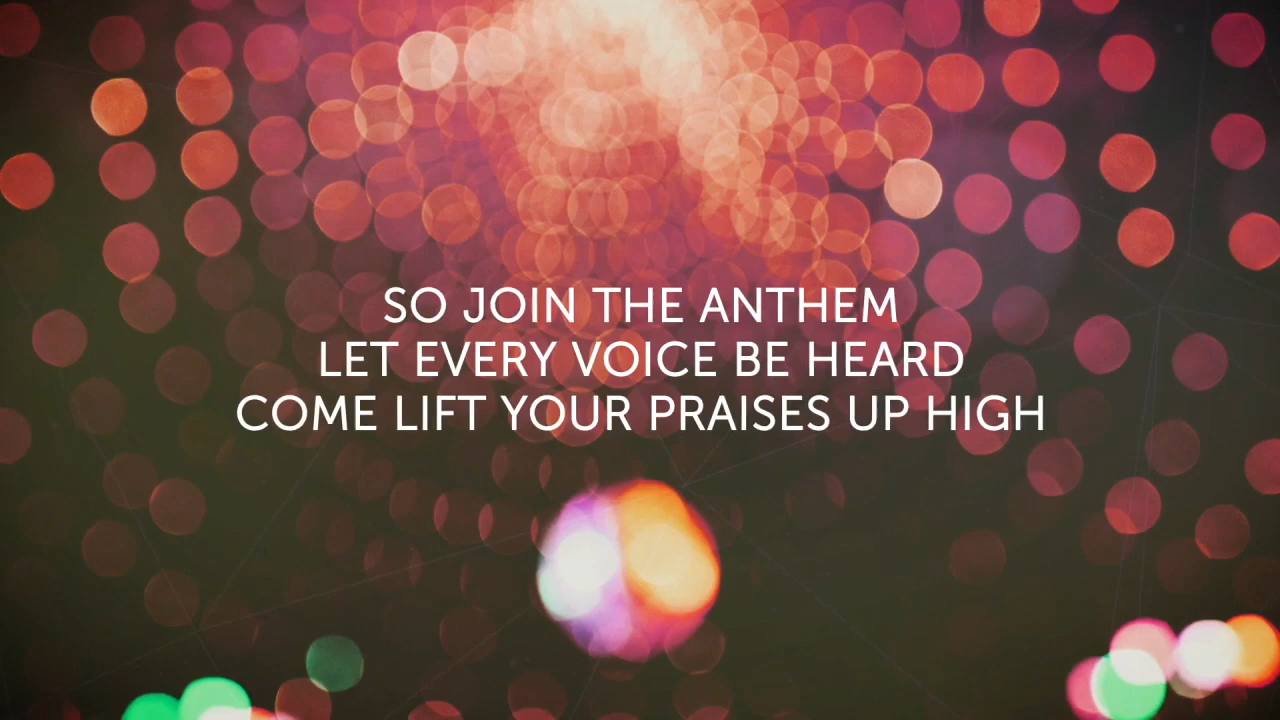 SO JOIN THE ANTHEM
LET EVERY VOICE BE HEARD
COME LIFT YOUR PRAISES UP HIGH